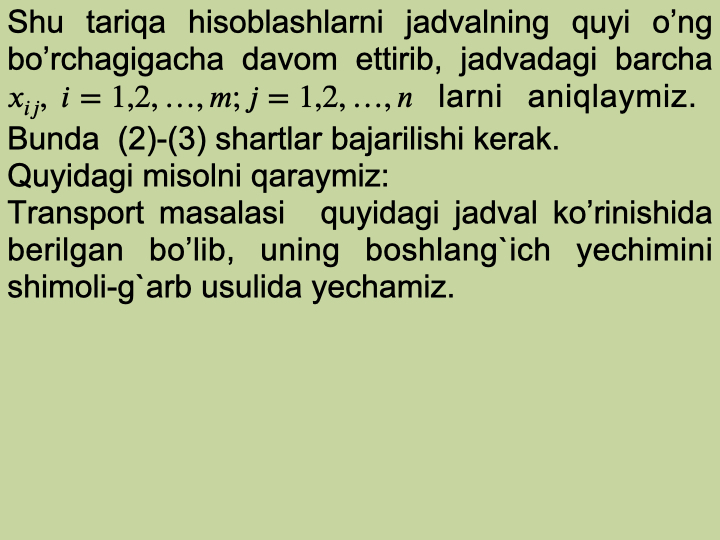 Shu tariqa hisoblashlarni jadvalning quyi o’ng
bo’rchagigacha davom ettirib, jadvadagi barcha
x_{ij}, i = 1,2, …, m; j = 1,2, …, n larni aniqlaymiz.
Bunda (2)-(3) shartlar bajarilishi kerak.
Quyidagi misolni qaraymiz:
Transport masalasi quyidagi jadval ko’rinishida
berilgan bo’lib, uning boshlang`ich yechimini
shimoli-g`arb usulida yechamiz.